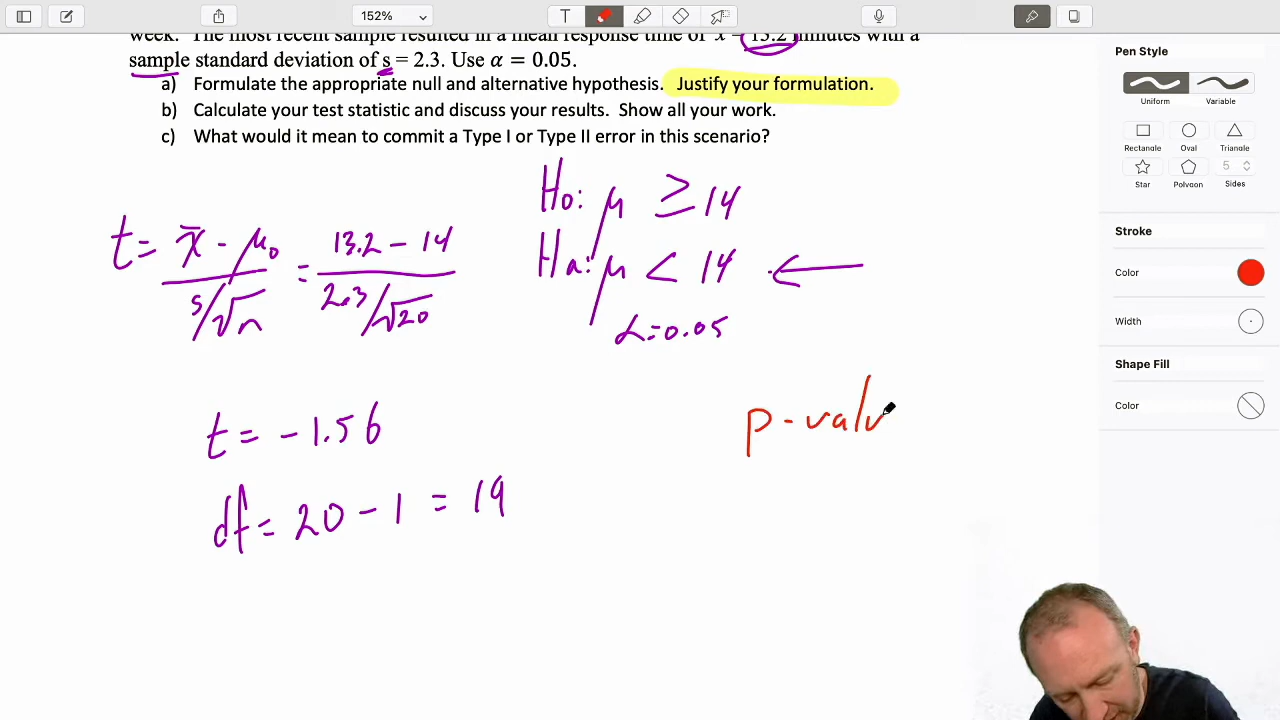 152%
week. The most recent sample resulted in a mean response time of x̄ = 13.2 minutes with a
sample standard deviation of s = 2.3. Use α = 0.05.
a) Formulate the appropriate null and alternative hypothesis. Justify your formulation.
b) Calculate your test statistic and discuss your results. Show all your work.
c) What would it mean to commit a Type I or Type II error in this scenario?
Ho: μ ≥ 14
Ha: μ < 14
α=0.05
t = x̄ - μ₀ / s/√n = 13.2 - 14 / 2.3/√20
t = -1.56
df = 20 - 1 = 19
p-valu
Pen Style
Uniform
Variable
Rectangle
Oval
Triangle
Star
Polygon
5
Sides
Stroke
Color
Width
Shape Fill
Color